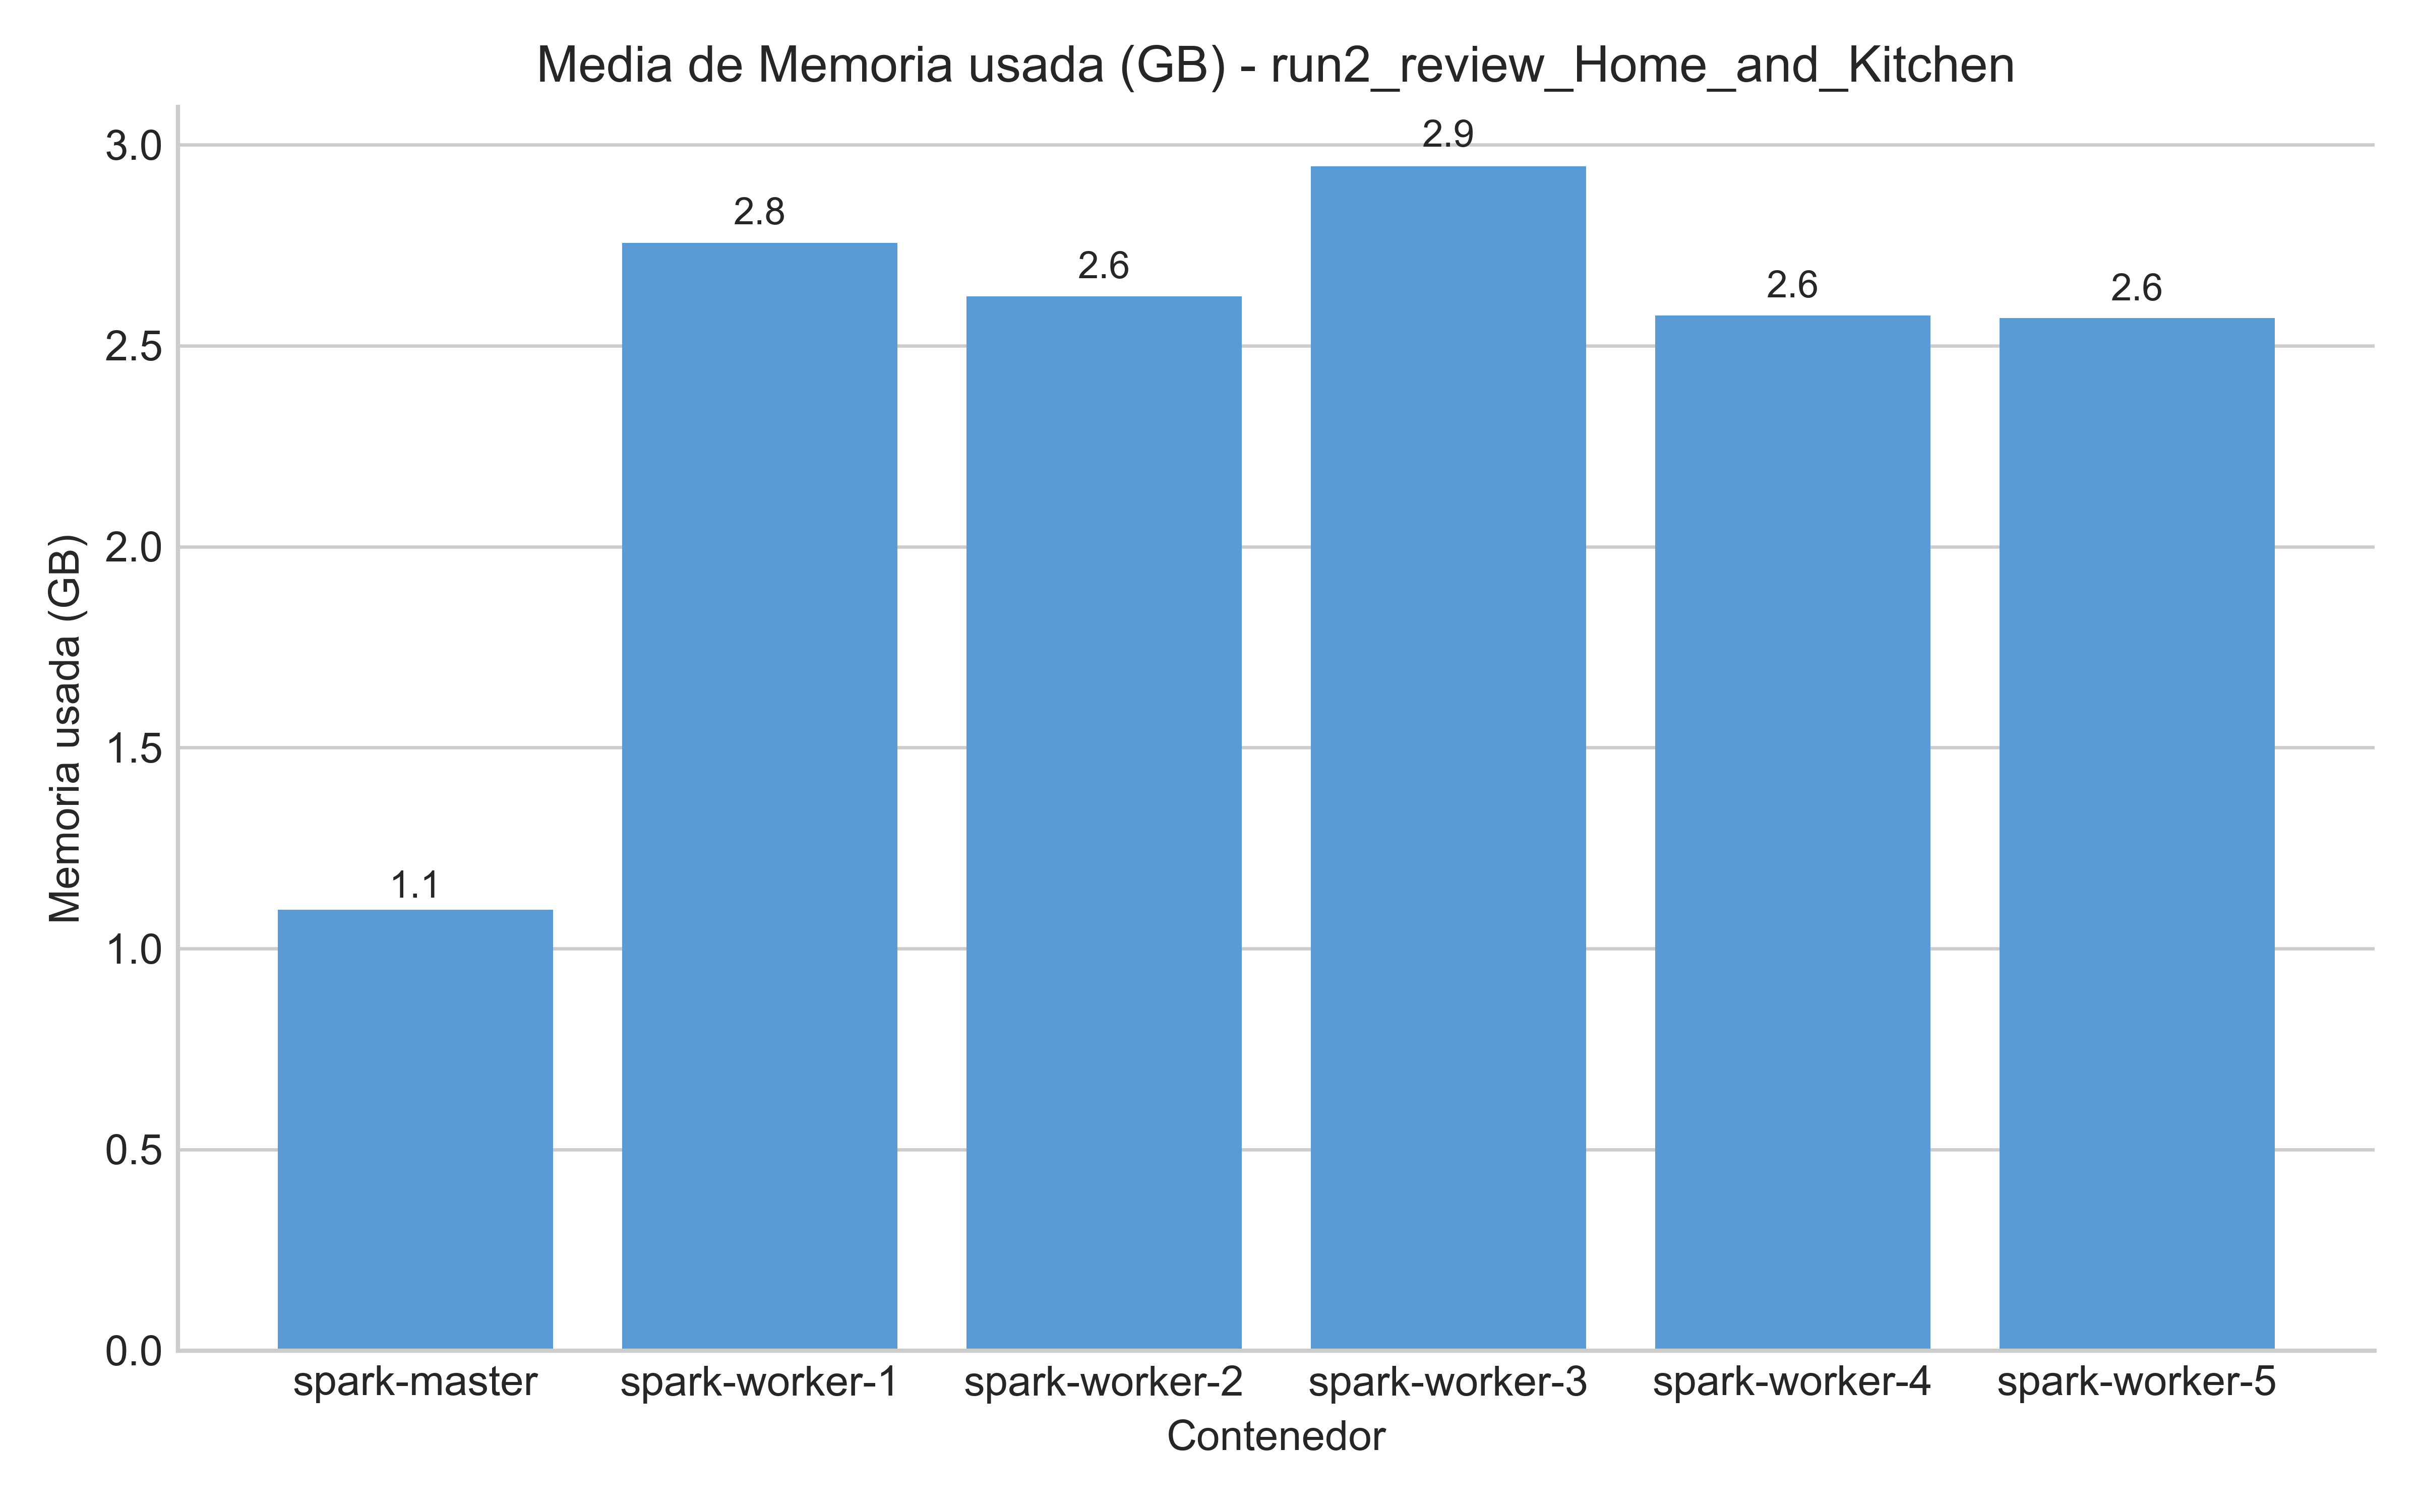 Media de Memoria usada (GB) - run2_review_Home_and_Kitchen
Memoria usada (GB)
3.0
2.5
2.0
1.5
1.0
0.5
0.0
1.1
2.8
2.6
2.9
2.6
2.6
spark-master
spark-worker-1
spark-worker-2
spark-worker-3
spark-worker-4
spark-worker-5
Contenedor